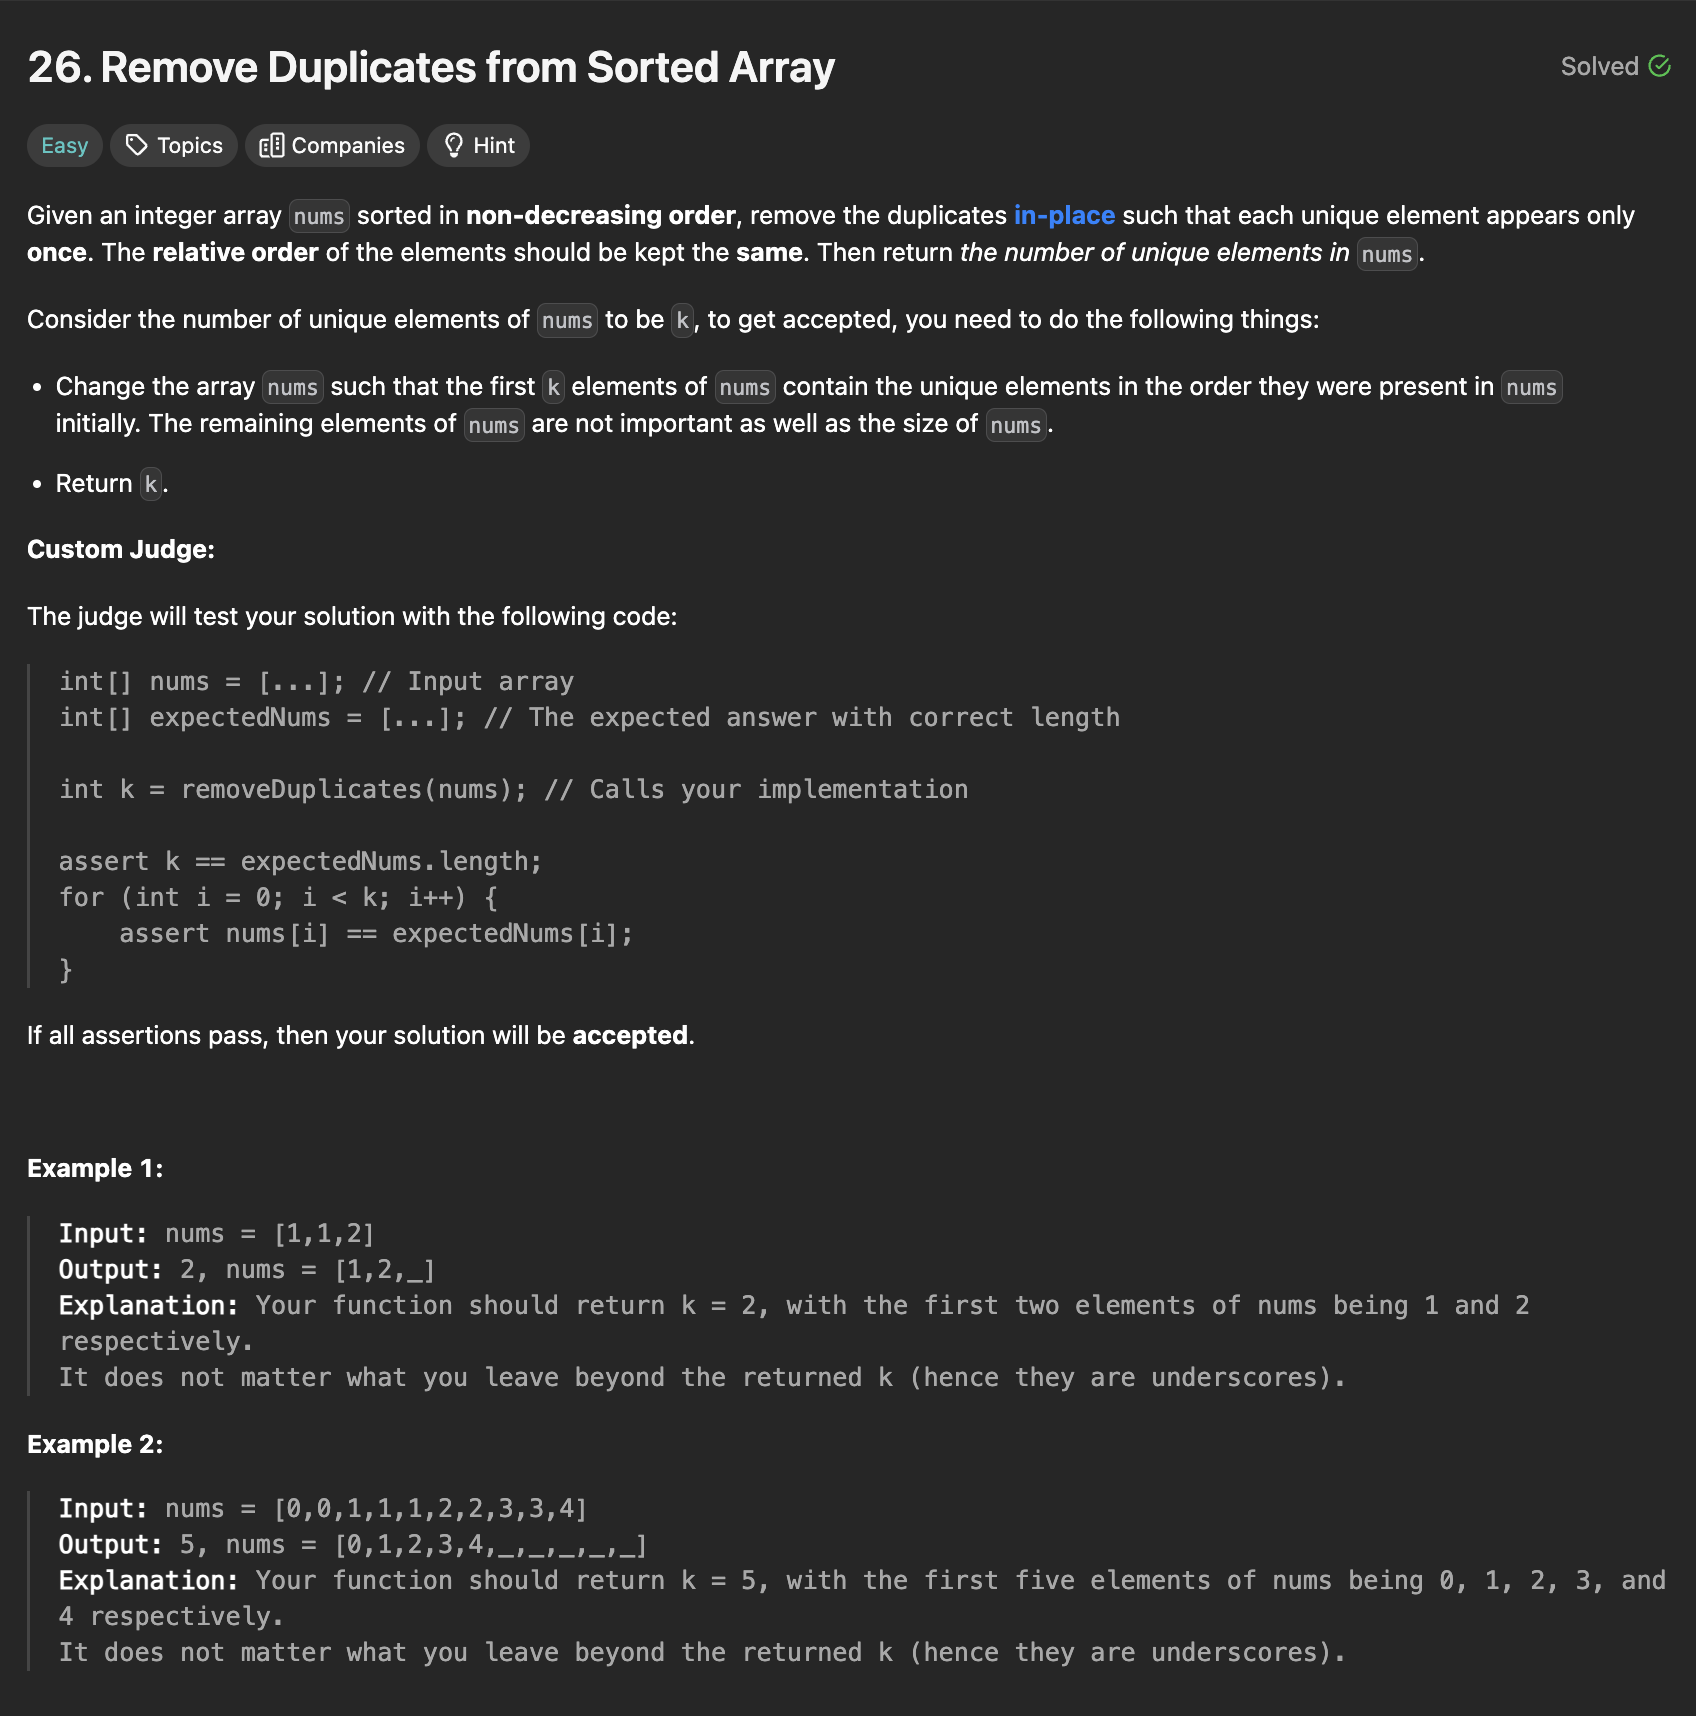 26. Remove Duplicates from Sorted Array
Solved
Easy Topics Companies Hint
Given an integer array nums sorted in non-decreasing order, remove the duplicates in-place such that each unique element appears only
once. The relative order of the elements should be kept the same. Then return the number of unique elements in nums.
Consider the number of unique elements of nums to be k, to get accepted, you need to do the following things:
• Change the array nums such that the first k elements of nums contain the unique elements in the order they were present in nums
initially. The remaining elements of nums are not important as well as the size of nums.
• Return k.
Custom Judge:
The judge will test your solution with the following code:
int[] nums = [...]; // Input array
int[] expectedNums = [...]; // The expected answer with correct length
int k = removeDuplicates(nums); // Calls your implementation
assert k == expectedNums.length;
for (int i = 0; i < k; i++) {
    assert nums[i] == expectedNums[i];
}
If all assertions pass, then your solution will be accepted.
Example 1:
Input: nums = [1,1,2]
Output: 2, nums = [1,2,_]
Explanation: Your function should return k = 2, with the first two elements of nums being 1 and 2
respectively.
It does not matter what you leave beyond the returned k (hence they are underscores).
Example 2:
Input: nums = [0,0,1,1,1,2,2,3,3,4]
Output: 5, nums = [0,1,2,3,4,_,_,_,_,_]
Explanation: Your function should return k = 5, with the first five elements of nums being 0, 1, 2, 3, and
4 respectively.
It does not matter what you leave beyond the returned k (hence they are underscores).